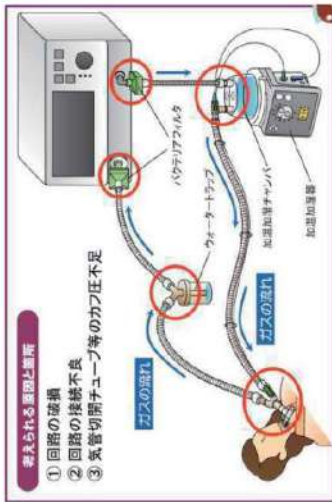 考えられる原因と箇所
① 回路の破損
② 回路の接続不良
③ 気管切開チューブ等のカフ圧不足
バクテリアフィルタ
ウォータートラップ
ガスの流れ
ガスの流れ
加温加湿チャンバ
加温加湿器